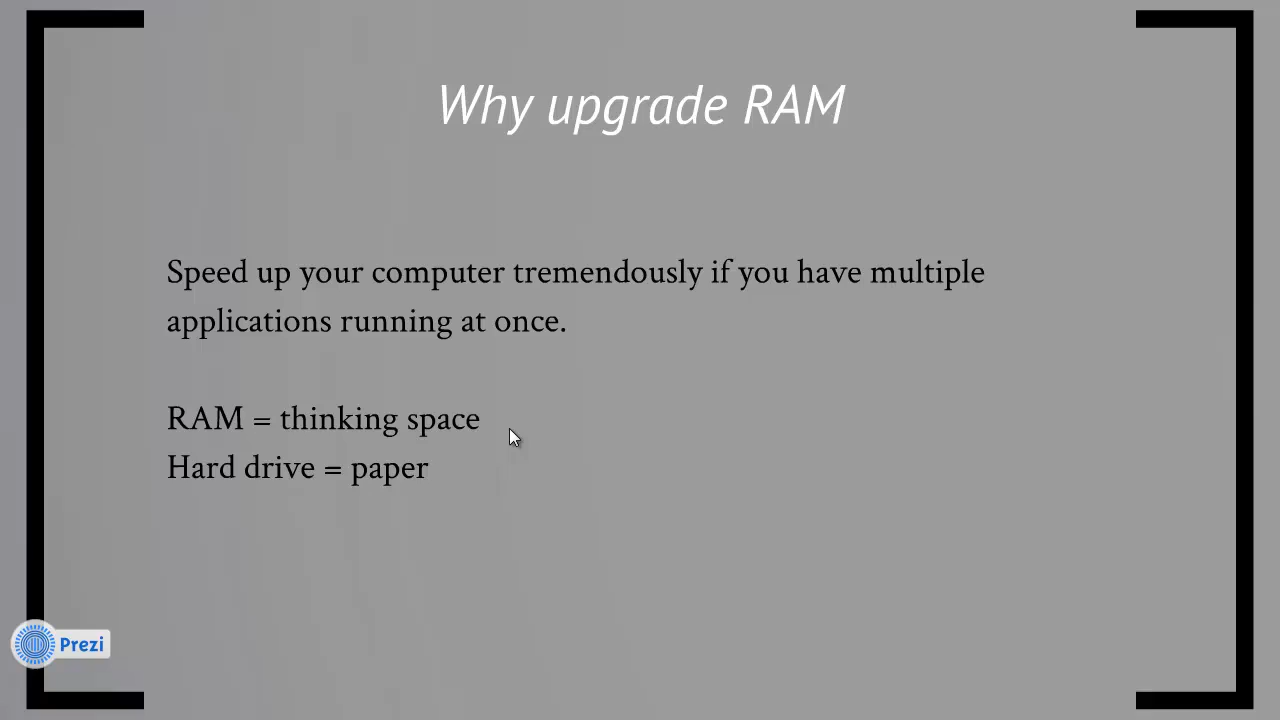 Why upgrade RAM
Speed up your computer tremendously if you have multiple
applications running at once.
RAM = thinking space
Hard drive = paper
Prezi